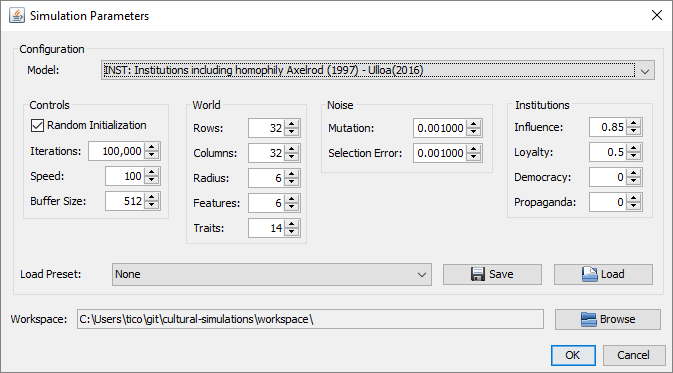 Simulation Parameters
Configuration
Model: INST: Institutions including homophily Axelrod (1997) - Ulloa(2016)
Controls
Random Initialization
Iterations: 100,000
Speed: 100
Buffer Size: 512
World
Rows: 32
Columns: 32
Radius: 6
Features: 6
Traits: 14
Noise
Mutation: 0.001000
Selection Error: 0.001000
Institutions
Influence: 0.85
Loyalty: 0.5
Democracy: 0
Propaganda: 0
Load Preset: None Save Load
Workspace: C:\Users\tico\git\cultural-simulations\workspace\ Browse
OK Cancel